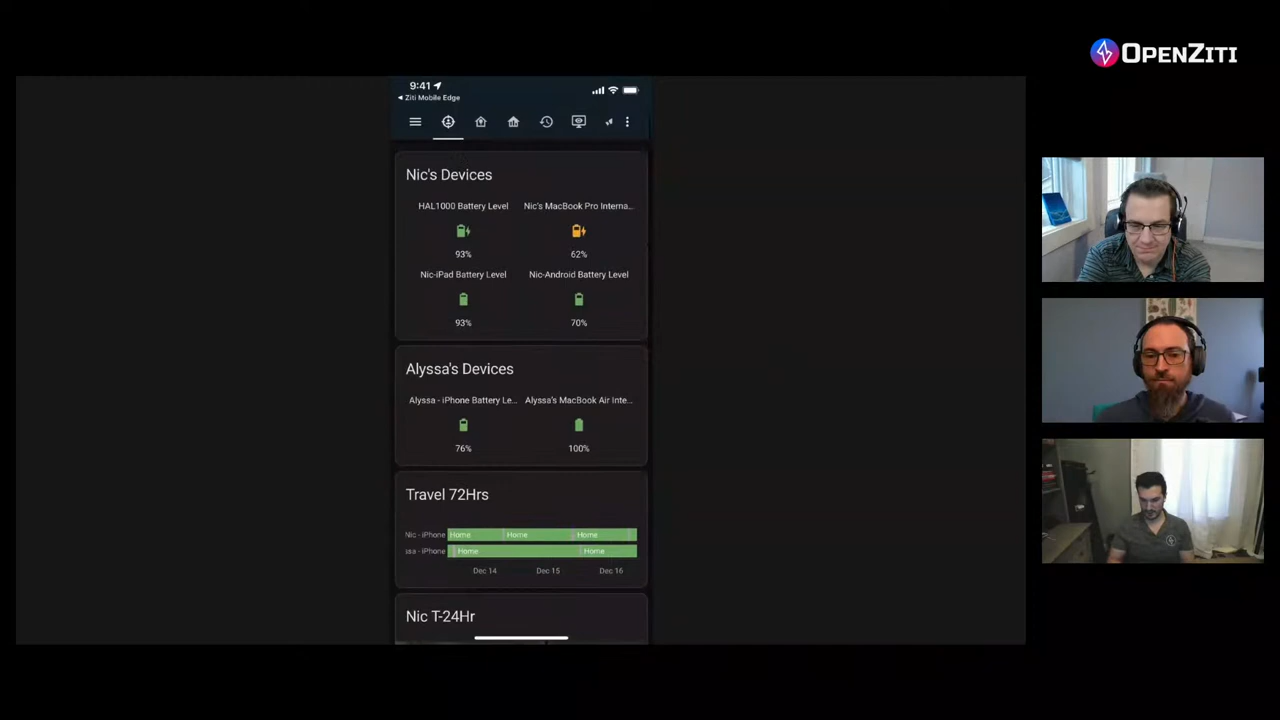 OPENZITI
9:41
Ziti Mobile Edge
Nic's Devices
HAL1000 Battery Level
Nic's MacBook Pro Interna...
93%
62%
Nic-iPad Battery Level
Nic-Android Battery Level
93%
70%
Alyssa's Devices
Alyssa - iPhone Battery Le...
Alyssa's MacBook Air Inte...
76%
100%
Travel 72Hrs
Nic - iPhone
Home
Home
Home
ssa - iPhone
Home
Home
Dec 14
Dec 15
Dec 16
Nic T-24Hr